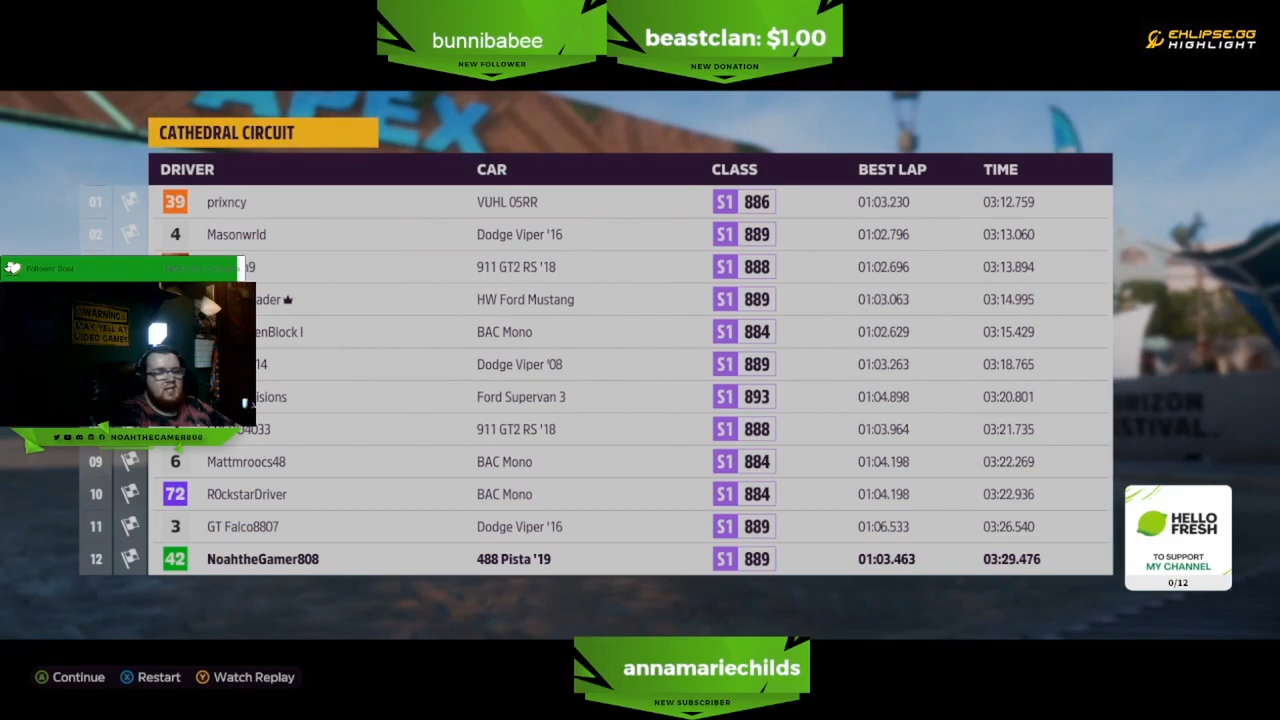 bunnibabee
NEW FOLLOWER
beastclan: $1.00
NEW DONATION
EKLIPSE.GG
HIGHLIGHT
APEX
CATHEDRAL CIRCUIT
DRIVER CAR CLASS BEST LAP TIME
01 39 prixncy VUHL 05RR S1 886 01:03.230 03:12.759
02 4 Masonwrld Dodge Viper '16 S1 889 01:02.796 03:13.060
Follower Goal
h9 911 GT2 RS '18 S1 888 01:02.696 03:13.894
ader HW Ford Mustang S1 889 01:03.063 03:14.995
enBlock I BAC Mono S1 884 01:02.629 03:15.429
14 Dodge Viper '08 S1 889 01:03.263 03:18.765
isions Ford Supervan 3 S1 893 01:04.898 03:20.801
4033 911 GT2 RS '18 S1 888 01:03.964 03:21.735
09 6 Mattmroocs48 BAC Mono S1 884 01:04.198 03:22.269
10 72 R0ckstarDriver BAC Mono S1 884 01:04.198 03:22.936
11 3 GT Falco8807 Dodge Viper '16 S1 889 01:06.533 03:26.540
12 42 NoahtheGamer808 488 Pista '19 S1 889 01:03.463 03:29.476
WARNING
MAY YELL AT
VIDEO GAMES
NOAHTHEGAMER808
ORIZON
ESTIVAL
HELLO
FRESH
TO SUPPORT
MY CHANNEL
0/12
A Continue X Restart Y Watch Replay
annamariechilds
NEW SUBSCRIBER